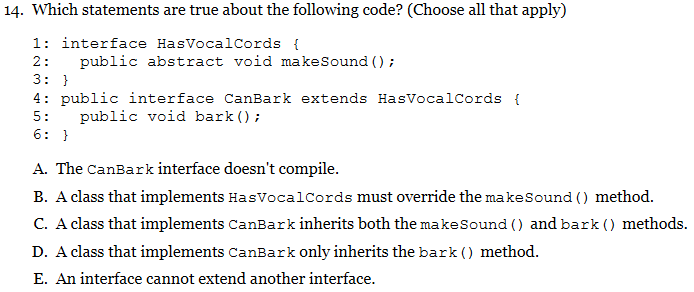 14. Which statements are true about the following code? (Choose all that apply)
1: interface HasVocalCords {
2:   public abstract void makeSound();
3: }
4: public interface CanBark extends HasVocalCords {
5:   public void bark();
6: }
A. The CanBark interface doesn't compile.
B. A class that implements HasVocalCords must override the makeSound() method.
C. A class that implements CanBark inherits both the makeSound() and bark() methods.
D. A class that implements CanBark only inherits the bark() method.
E. An interface cannot extend another interface.